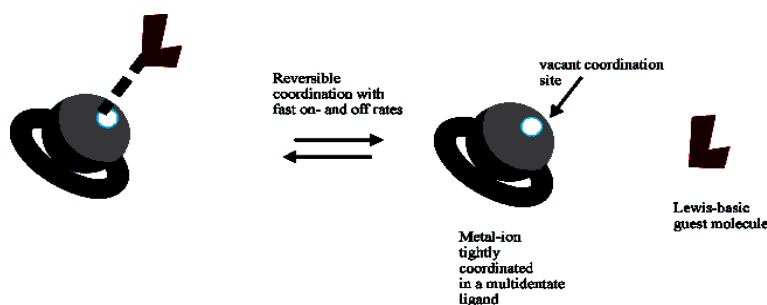 Reversible
coordination with
fast on- and off rates
vacant coordination
site
Metal-ion
tightly
coordinated
in a multidentate
ligand
Lewis-basic
guest molecule